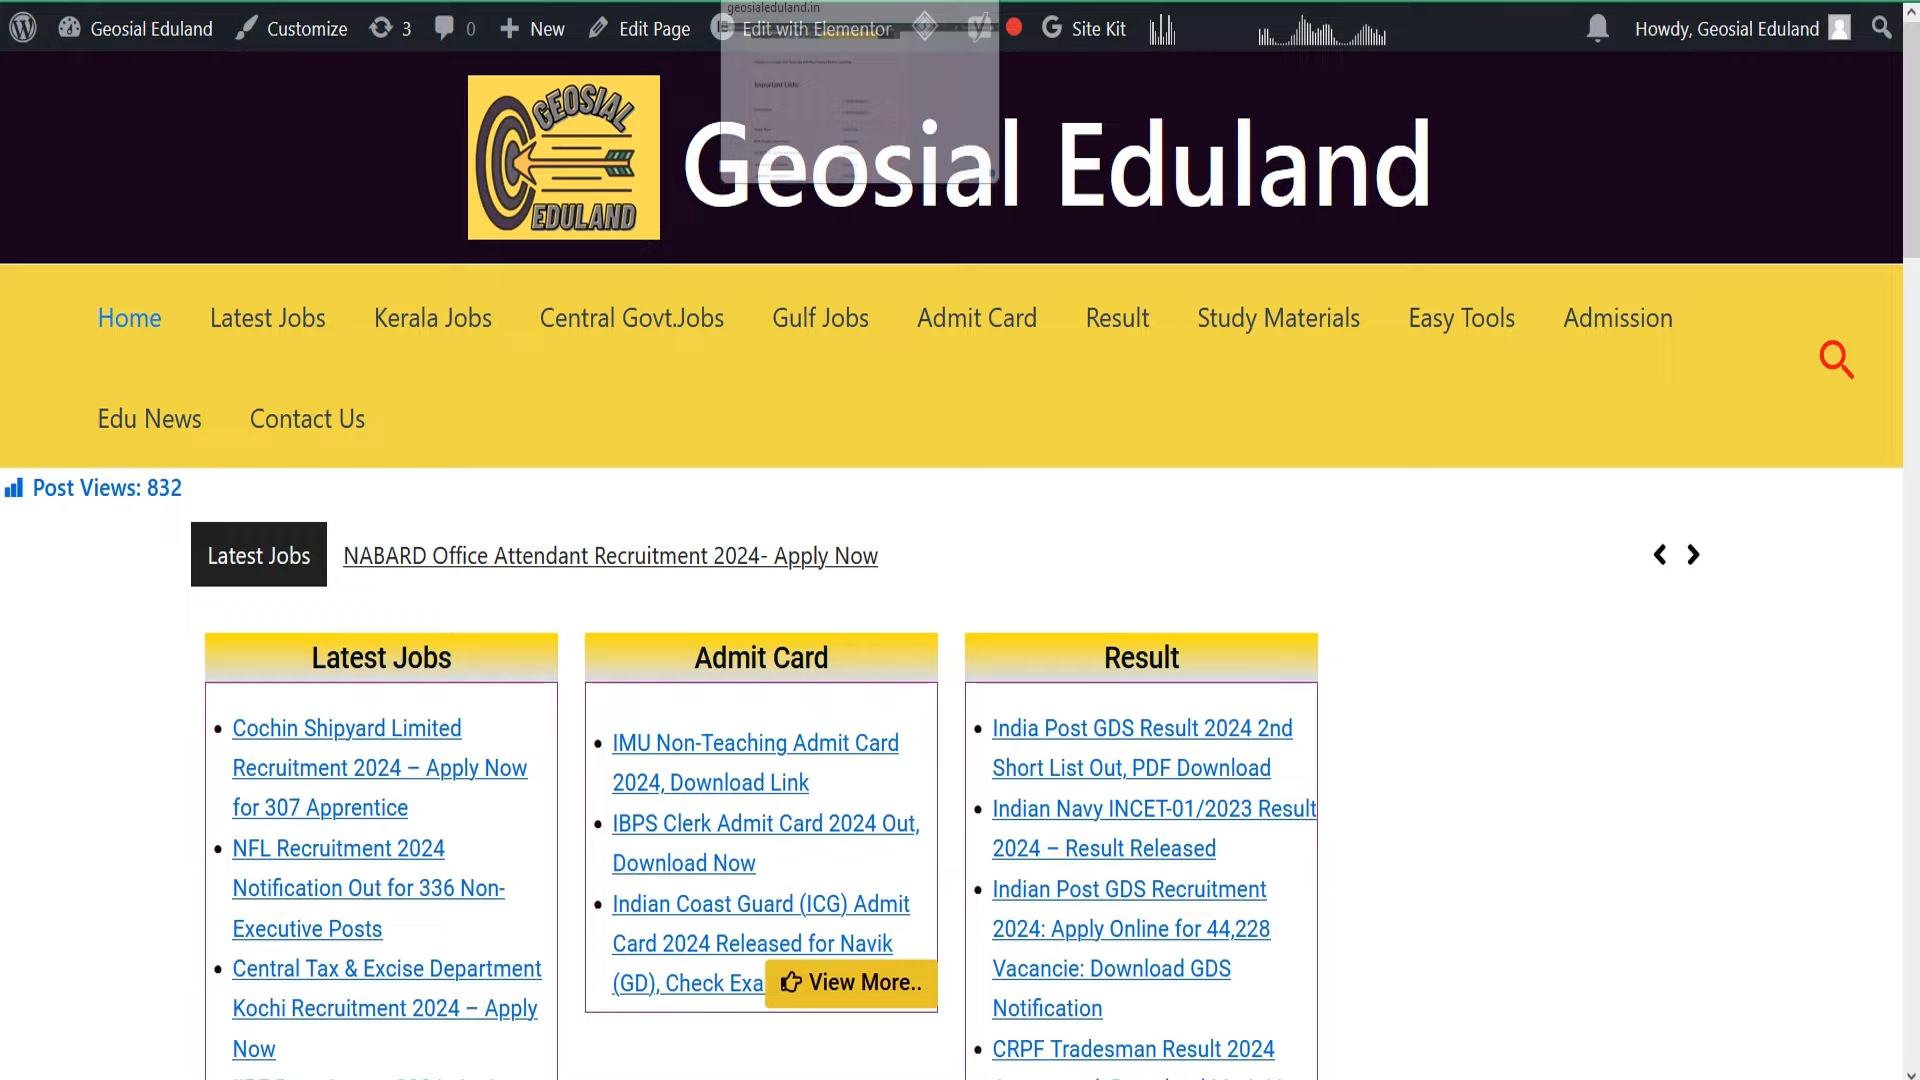 geosialeduland.in
Geosial Eduland Customize 3 0 New Edit Page Edit with Elementor Site Kit Howdy, Geosial Eduland
Important Links
GEOSIAL
EDULAND
Geosial Eduland
Home Latest Jobs Kerala Jobs Central Govt.Jobs Gulf Jobs Admit Card Result Study Materials Easy Tools Admission
Edu News Contact Us
Post Views: 832
Latest Jobs NABARD Office Attendant Recruitment 2024- Apply Now
Latest Jobs
Cochin Shipyard Limited
Recruitment 2024 – Apply Now
for 307 Apprentice
NFL Recruitment 2024
Notification Out for 336 Non-
Executive Posts
Central Tax & Excise Department
Kochi Recruitment 2024 – Apply
Now
Admit Card
IMU Non-Teaching Admit Card
2024, Download Link
IBPS Clerk Admit Card 2024 Out,
Download Now
Indian Coast Guard (ICG) Admit
Card 2024 Released for Navik
(GD), Check Exa
View More..
Result
India Post GDS Result 2024 2nd
Short List Out, PDF Download
Indian Navy INCET-01/2023 Result
2024 – Result Released
Indian Post GDS Recruitment
2024: Apply Online for 44,228
Vacancie: Download GDS
Notification
CRPF Tradesman Result 2024